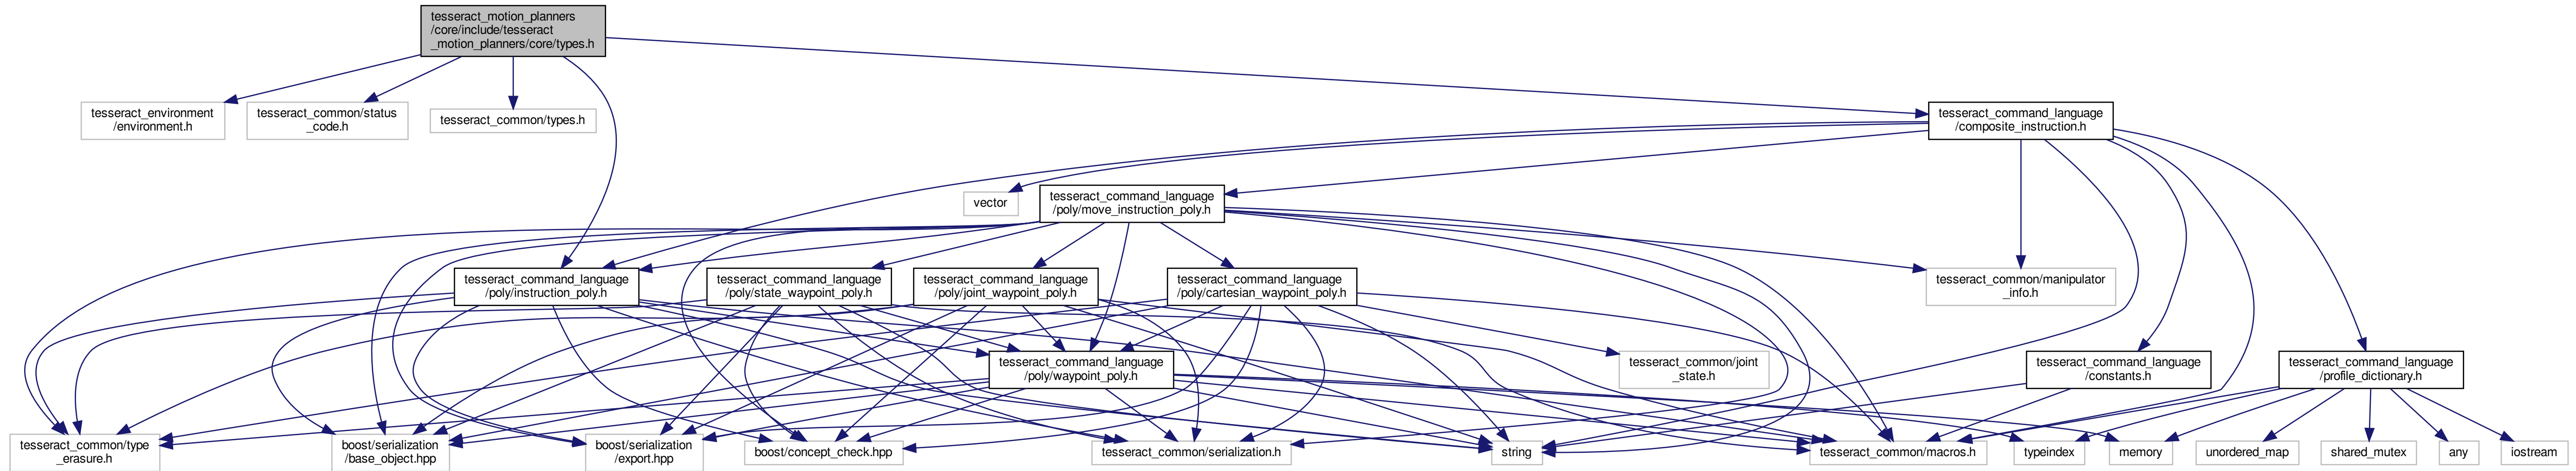 tesseract_motion_planners
/core/include/tesseract
_motion_planners/core/types.h
tesseract_environment
/environment.h
tesseract_common/status
_code.h
tesseract_common/types.h
tesseract_command_language
/composite_instruction.h
vector
tesseract_command_language
/poly/move_instruction_poly.h
tesseract_command_language
/poly/instruction_poly.h
tesseract_command_language
/poly/state_waypoint_poly.h
tesseract_command_language
/poly/joint_waypoint_poly.h
tesseract_command_language
/poly/cartesian_waypoint_poly.h
tesseract_common/manipulator
_info.h
tesseract_command_language
/poly/waypoint_poly.h
tesseract_common/joint
_state.h
tesseract_command_language
/constants.h
tesseract_command_language
/profile_dictionary.h
tesseract_common/type
_erasure.h
boost/serialization
/base_object.hpp
boost/serialization
/export.hpp
boost/concept_check.hpp
tesseract_common/serialization.h
string
tesseract_common/macros.h
typeindex
memory
unordered_map
shared_mutex
any
iostream